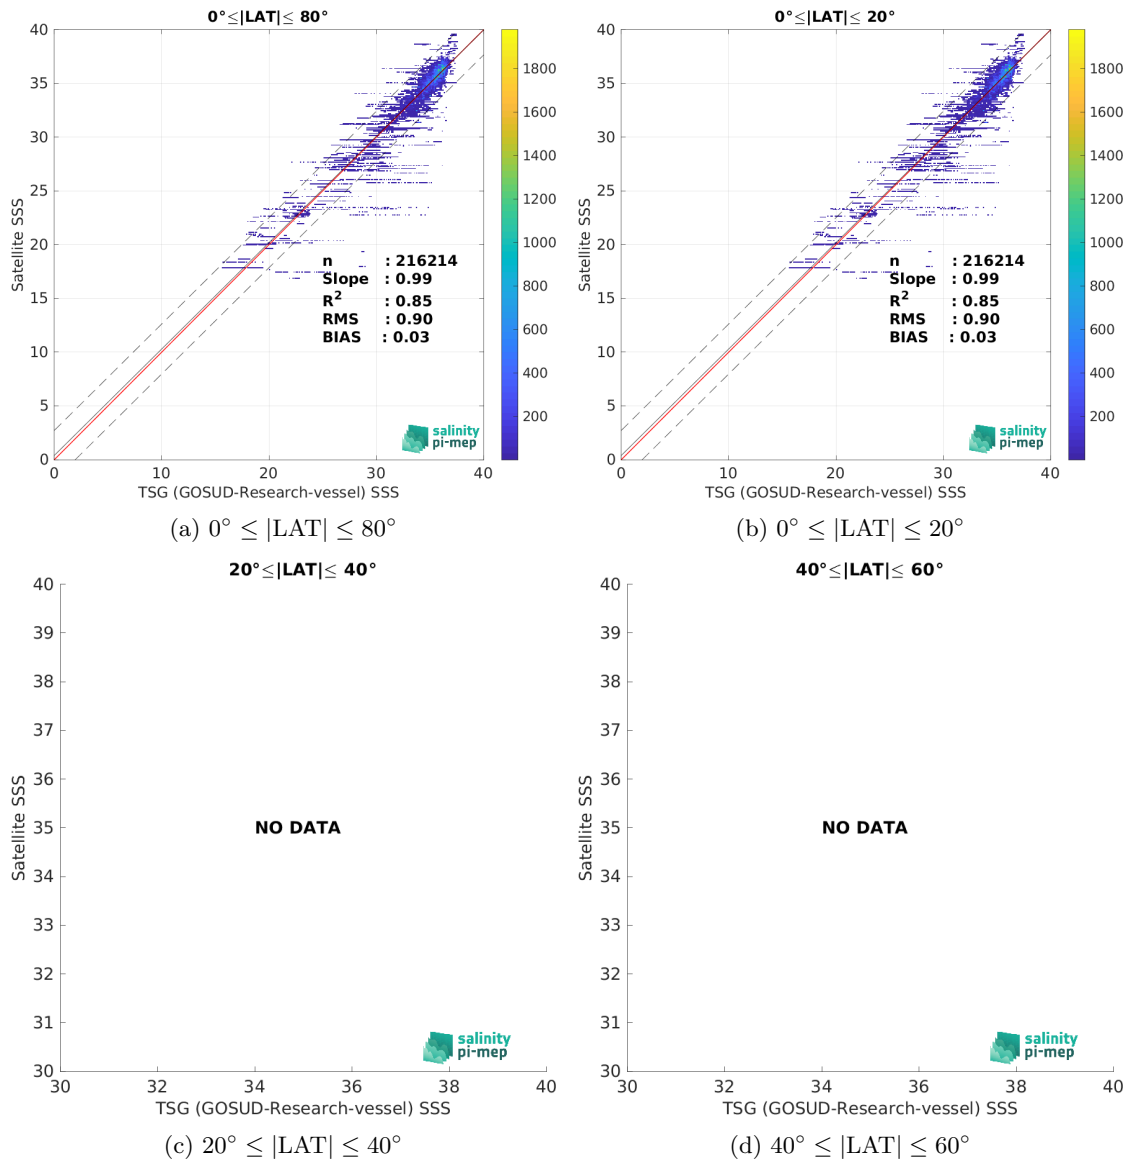 0°≤|LAT|≤ 80°
40
35
30
25
20
15
10
5
0
Satellite SSS
n : 216214
Slope : 0.99
R² : 0.85
RMS : 0.90
BIAS : 0.03
salinity
pi-mep
0 10 20 30 40
TSG (GOSUD-Research-vessel) SSS
1800
1600
1400
1200
1000
800
600
400
200
(a) 0° ≤ |LAT| ≤ 80°
0°≤|LAT|≤ 20°
40
35
30
25
20
15
10
5
0
Satellite SSS
n : 216214
Slope : 0.99
R² : 0.85
RMS : 0.90
BIAS : 0.03
salinity
pi-mep
0 10 20 30 40
TSG (GOSUD-Research-vessel) SSS
1800
1600
1400
1200
1000
800
600
400
200
(b) 0° ≤ |LAT| ≤ 20°
20°≤|LAT|≤ 40°
40
39
38
37
36
35
34
33
32
31
30
Satellite SSS
NO DATA
salinity
pi-mep
30 32 34 36 38 40
TSG (GOSUD-Research-vessel) SSS
(c) 20° ≤ |LAT| ≤ 40°
40°≤|LAT|≤ 60°
40
39
38
37
36
35
34
33
32
31
30
Satellite SSS
NO DATA
salinity
pi-mep
30 32 34 36 38 40
TSG (GOSUD-Research-vessel) SSS
(d) 40° ≤ |LAT| ≤ 60°